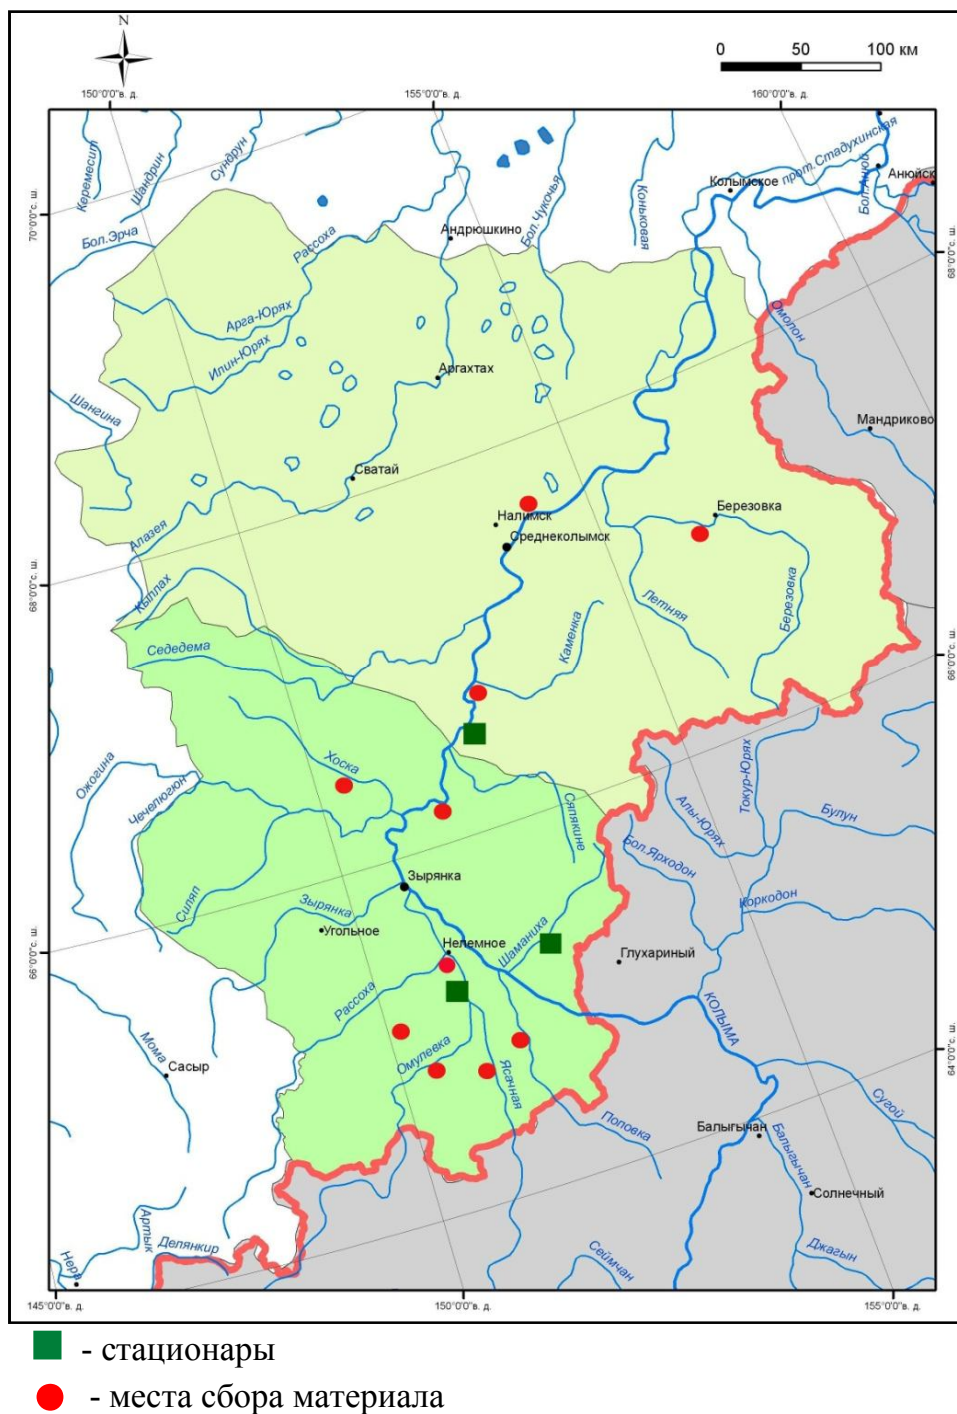 N
0 50 100 км
150°0'0"в. д. 155°0'0"в. д. 160°0'0"в. д.
70°0'0"с. ш.
68°0'0"с. ш.
66°0'0"с. ш.
68°0'0"с. ш.
66°0'0"с. ш.
64°0'0"с. ш.
Керемесит
Шандрин
Сундрун
Бол.Эрча
Рассоха
Андрюшкино
Бол.Чукочья
Коньковая
Колымское
прот.Стадухинская
Бол.Анюй
Анюйск
Арга-Юрях
Илин-Юрях
Омолон
Аргахтах
Шангина
Мандриково
Сватай
Алазея
Налимск
Среднеколымск
Березовка
Кыллах
Летняя
Березовка
Каменка
Седедема
Хоска
Ожогина
Чечелюгюн
Сяпякине
Токур-Юрях
Алы-Юрях
Булун
Бол.Ярходон
Зырянка
Силяп
Зырянка
Угольное
Коркодон
Нелемное
Шаманиха
Глухариный
Рассоха
КОЛЫМА
Мома
Сасыр
Омулевка
Ясачная
Поповка
Сугой
Балыгычан
Балыгычан
Солнечный
Артык
Делянкир
Нера
Сеймчан
Джагын
145°0'0"в. д. 150°0'0"в. д. 155°0'0"в. д.
- стационары
- места сбора материала